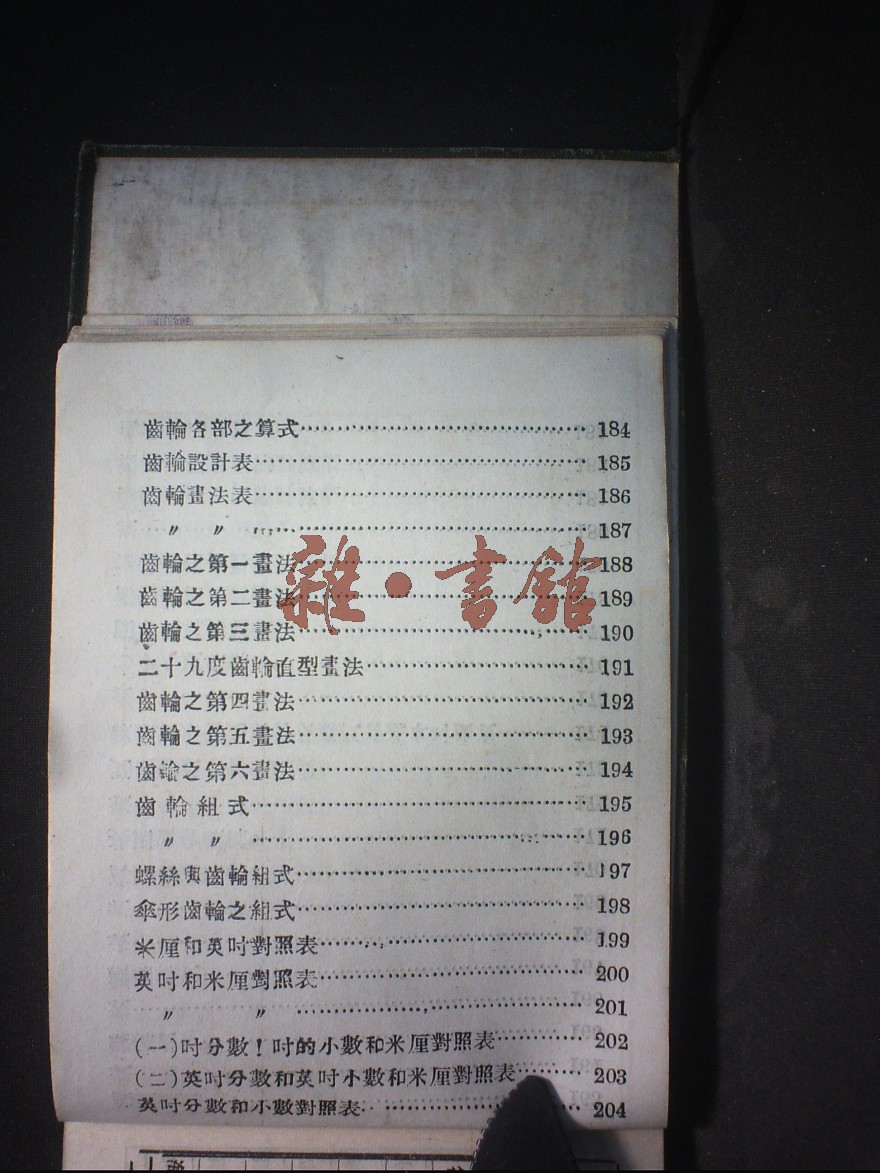 齒輪各部之算式……184
齒輪設計表……185
齒輪畫法表……186
〃 〃 ……187
齒輪之第一畫法……188
齒輪之第二畫法……189
齒輪之第三畫法……190
二十九度齒輪直型畫法……191
齒輪之第四畫法……192
齒輪之第五畫法……193
齒輪之第六畫法……194
齒輪組式……195
〃 〃 ……196
螺絲與齒輪組式……197
傘形齒輪之組式……198
米厘和英吋對照表……199
英吋和米厘對照表……200
〃 〃 ……201
(一)吋分數！吋的小數和米厘對照表……202
(二)英吋分數和英吋小數和米厘對照表……203
英吋分數和小數對照表……204
雜·書館